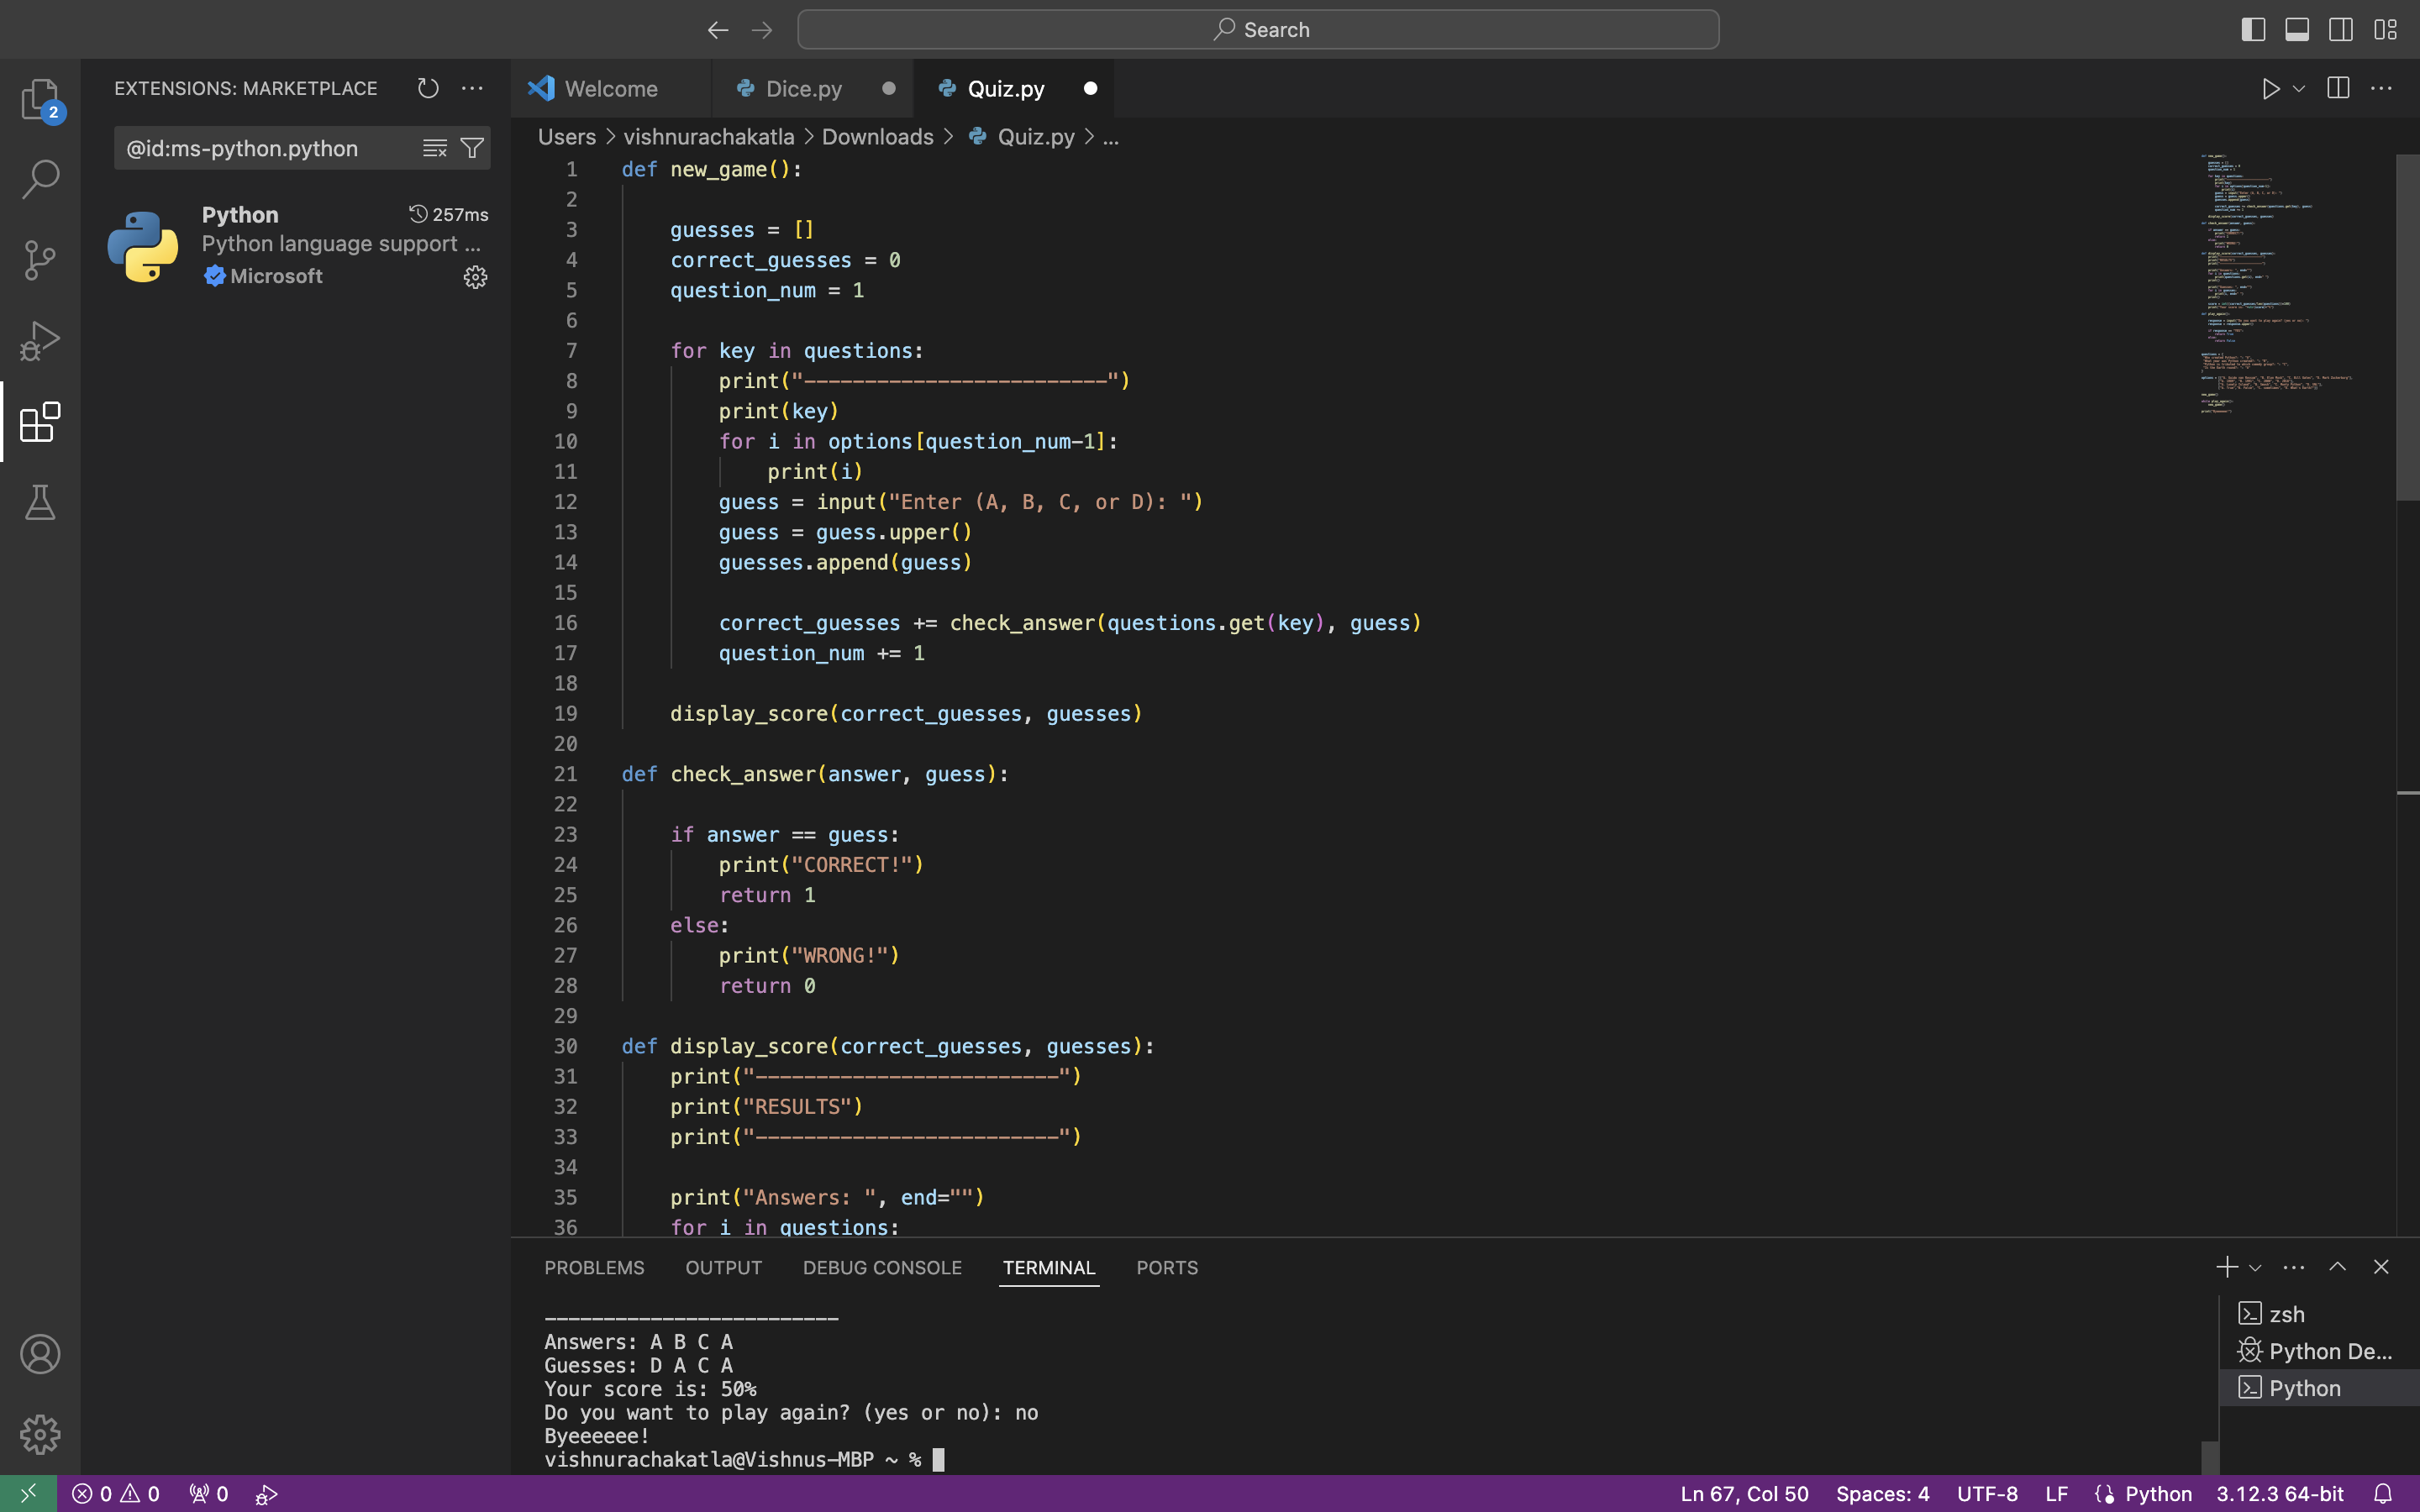 Search
EXTENSIONS: MARKETPLACE
Welcome
Dice.py
Quiz.py
2
@id:ms-python.python
Python
257ms
Python language support ...
Microsoft
Users > vishnurachakatla > Downloads > Quiz.py > ...
1 def new_game():
2
3 guesses = []
4 correct_guesses = 0
5 question_num = 1
6
7 for key in questions:
8 print("-------------------------")
9 print(key)
10 for i in options[question_num-1]:
11 print(i)
12 guess = input("Enter (A, B, C, or D): ")
13 guess = guess.upper()
14 guesses.append(guess)
15
16 correct_guesses += check_answer(questions.get(key), guess)
17 question_num += 1
18
19 display_score(correct_guesses, guesses)
20
21 def check_answer(answer, guess):
22
23 if answer == guess:
24 print("CORRECT!")
25 return 1
26 else:
27 print("WRONG!")
28 return 0
29
30 def display_score(correct_guesses, guesses):
31 print("-------------------------")
32 print("RESULTS")
33 print("-------------------------")
34
35 print("Answers: ", end="")
36 for i in questions:
PROBLEMS OUTPUT DEBUG CONSOLE TERMINAL PORTS
-------------------------
Answers: A B C A
Guesses: D A C A
Your score is: 50%
Do you want to play again? (yes or no): no
Byeeeeee!
vishnurachakatla@Vishnus-MBP ~ %
zsh
Python De...
Python
0 0 0
Ln 67, Col 50 Spaces: 4 UTF-8 LF Python 3.12.3 64-bit